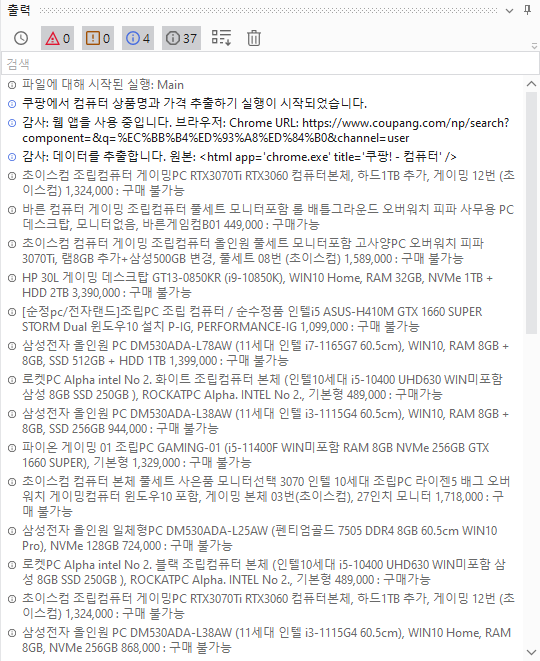 출력
0 0 4 37
검색
파일에 대해 시작된 실행: Main
쿠팡에서 컴퓨터 상품명과 가격 추출하기 실행이 시작되었습니다.
감사: 웹 앱을 사용 중입니다. 브라우저: Chrome URL: https://www.coupang.com/np/search?
component=&q=%EC%BB%B4%ED%93%A8%ED%84%B0&channel=user
감사: 데이터를 추출합니다. 원본: <html app='chrome.exe' title='쿠팡! - 컴퓨터' />
초이스컴 조립컴퓨터 게이밍PC RTX3070Ti RTX3060 컴퓨터본체, 하드1TB 추가, 게이밍 12번 (초
이스컴) 1,324,000 : 구매 불가능
바른 컴퓨터 게이밍 조립컴퓨터 풀세트 모니터포함 롤 배틀그라운드 오버워치 피파 사무용 PC
데스크탑, 모니터없음, 바른게임컴B01 449,000 : 구매가능
초이스컴 컴퓨터 게이밍 조립컴퓨터 올인원 풀세트 모니터포함 고사양PC 오버워치 피파
3070Ti, 램8GB 추가+삼성500GB 변경, 풀세트 08번 (초이스컴) 1,589,000 : 구매 불가능
HP 30L 게이밍 데스크탑 GT13-0850KR (i9-10850K), WIN10 Home, RAM 32GB, NVMe 1TB +
HDD 2TB 3,390,000 : 구매 불가능
[순정pc/전자랜드]조립PC 조립 컴퓨터 / 순수정품 인텔i5 ASUS-H410M GTX 1660 SUPER
STORM Dual 윈도우10 설치 P-IG, PERFORMANCE-IG 1,099,000 : 구매 불가능
삼성전자 올인원 PC DM530ADA-L78AW (11세대 인텔 i7-1165G7 60.5cm), WIN10, RAM 8GB +
8GB, SSD 512GB + HDD 1TB 1,399,000 : 구매 불가능
로켓PC Alpha intel No 2. 화이트 조립컴퓨터 본체 (인텔10세대 i5-10400 UHD630 WIN미포함
삼성 8GB SSD 250GB ), ROCKATPC Alpha. INTEL No 2., 기본형 489,000 : 구매 불가능
삼성전자 올인원 PC DM530ADA-L38AW (11세대 인텔 i3-1115G4 60.5cm), WIN10, RAM 8GB +
8GB, SSD 256GB 944,000 : 구매 불가능
파이온 게이밍 01 조립PC GAMING-01 (i5-11400F WIN미포함 RAM 8GB NVMe 256GB GTX
1660 SUPER), 기본형 1,329,000 : 구매 불가능
초이스컴 컴퓨터 본체 풀세트 사은품 모니터선택 3070 인텔 10세대 조립PC 라이젠5 배그 오버
워치 게이밍컴퓨터 윈도우10 포함, 게이밍 본체 03번(초이스컴), 27인치 모니터 1,718,000 : 구
매 불가능
삼성전자 올인원 일체형PC DM530ADA-L25AW (펜티엄골드 7505 DDR4 8GB 60.5cm WIN10
Pro), NVMe 128GB 724,000 : 구매 불가능
로켓PC Alpha intel No 2. 블랙 조립컴퓨터 본체 (인텔10세대 i5-10400 UHD630 WIN미포함 삼
성 8GB SSD 250GB ), ROCKATPC Alpha. INTEL No 2., 기본형 489,000 : 구매 불가능
초이스컴 조립컴퓨터 게이밍PC RTX3070Ti RTX3060 컴퓨터본체, 하드1TB 추가, 게이밍 12번 (초
이스컴) 1,324,000 : 구매 불가능
삼성전자 올인원 PC DM530ADA-L38AW (11세대 인텔 i3-1115G4 60.5cm), WIN10 Home, RAM
8GB, NVMe 256GB 868,000 : 구매 불가능